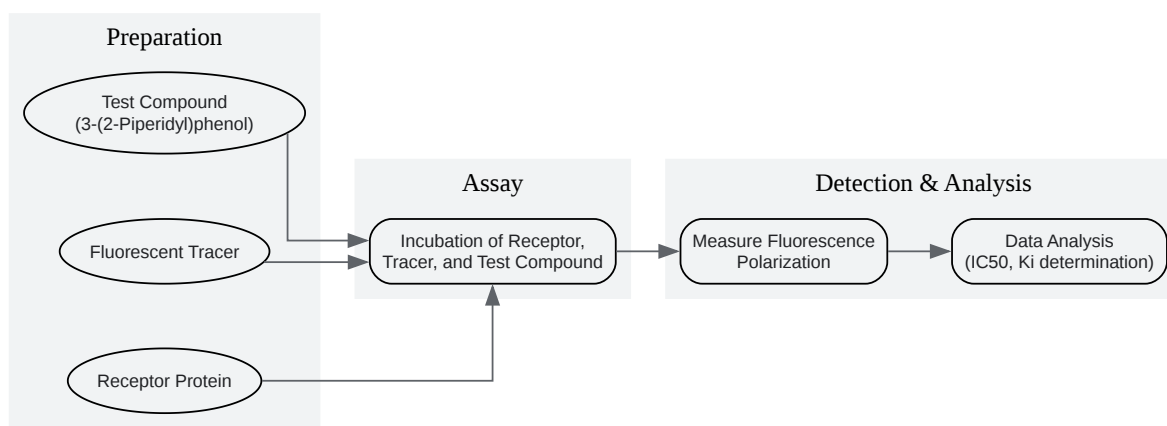 Preparation
Test Compound
(3-(2-Piperidyl)phenol)
Fluorescent Tracer
Receptor Protein
Assay
Incubation of Receptor,
Tracer, and Test Compound
Detection & Analysis
Measure Fluorescence
Polarization
Data Analysis
(IC50, Ki determination)